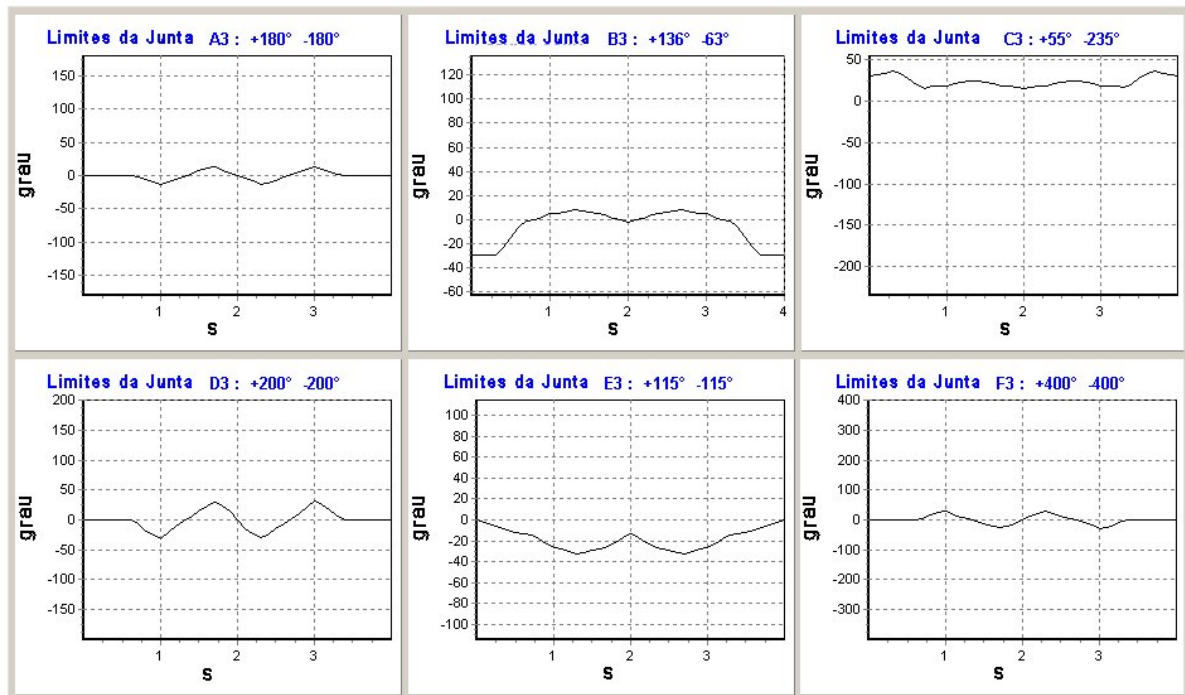 Limites da Junta A3 : +180° -180°
150
100
50
0
-50
-100
-150
grau
1 2 3
s
Limites da Junta B3 : +136° -63°
120
100
80
60
40
20
0
-20
-40
-60
grau
1 2 3 4
s
Limites da Junta C3 : +55° -235°
50
0
-50
-100
-150
-200
grau
1 2 3
s
Limites da Junta D3 : +200° -200°
200
150
100
50
0
-50
-100
-150
grau
1 2 3
s
Limites da Junta E3 : +115° -115°
100
80
60
40
20
0
-20
-40
-60
-80
-100
grau
1 2 3
s
Limites da Junta F3 : +400° -400°
400
300
200
100
0
-100
-200
-300
grau
1 2 3
s